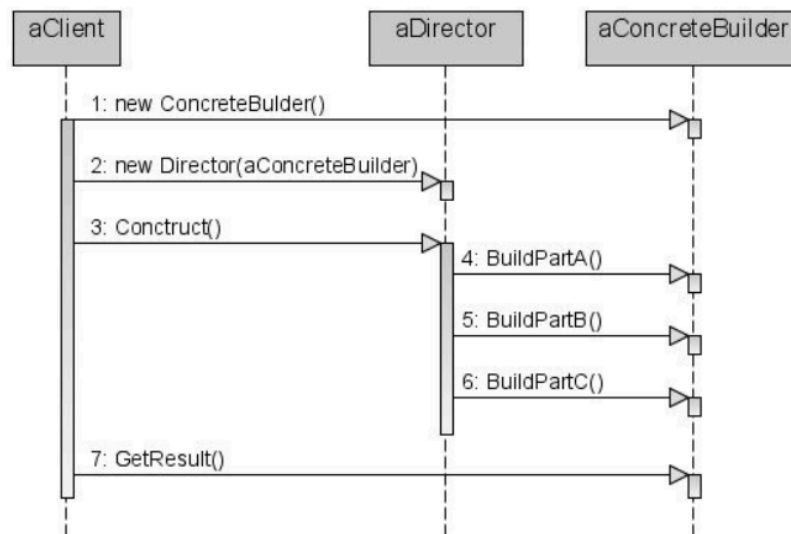 aClient
aDirector
aConcreteBuilder
1: new ConcreteBulder()
2: new Director(aConcreteBuilder)
3: Conctruct()
4: BuildPartA()
5: BuildPartB()
6: BuildPartC()
7: GetResult()